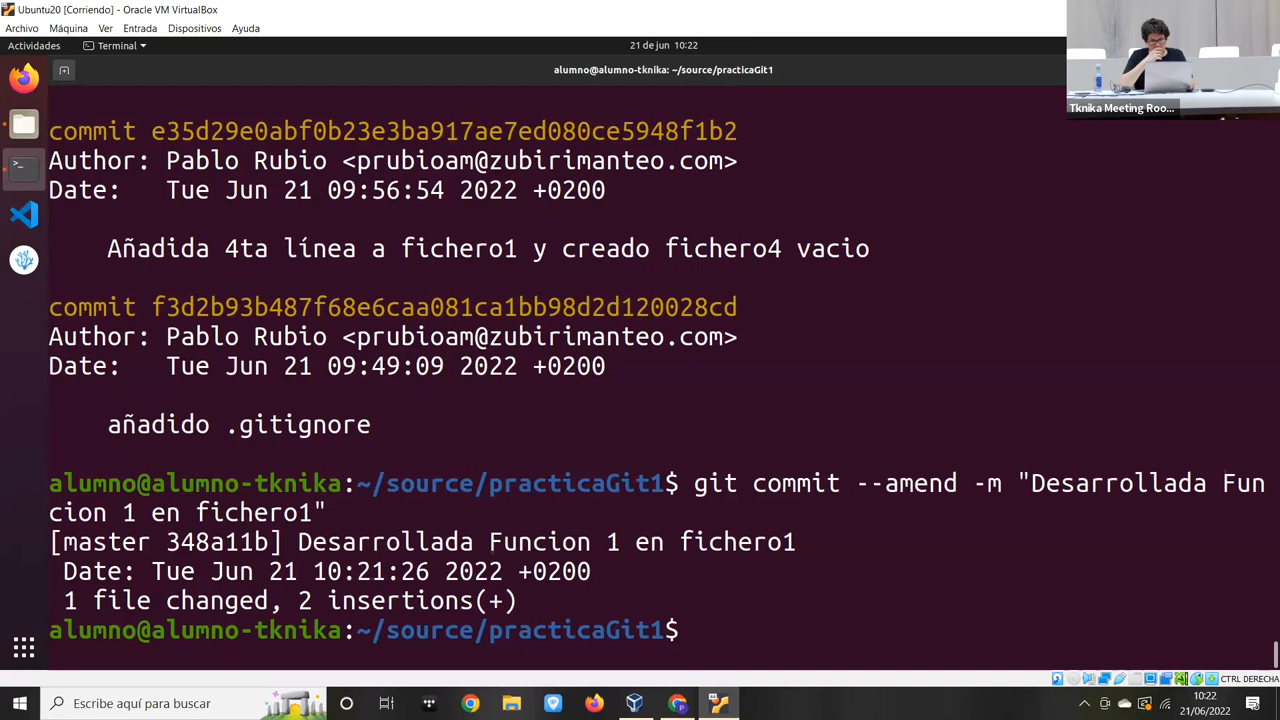 Ubuntu20 [Corriendo] - Oracle VM VirtualBox
Archivo Máquina Ver Entrada Dispositivos Ayuda
Actividades Terminal 21 de jun 10:22
alumno@alumno-tknika: ~/source/practicaGit1
Tknika Meeting Roo...
commit e35d29e0abf0b23e3ba917ae7ed080ce5948f1b2
Author: Pablo Rubio <prubioam@zubirimanteo.com>
Date:   Tue Jun 21 09:56:54 2022 +0200
Añadida 4ta línea a fichero1 y creado fichero4 vacio
commit f3d2b93b487f68e6caa081ca1bb98d2d120028cd
Author: Pablo Rubio <prubioam@zubirimanteo.com>
Date:   Tue Jun 21 09:49:09 2022 +0200
añadido .gitignore
alumno@alumno-tknika:~/source/practicaGit1$ git commit --amend -m "Desarrollada Fun
cion 1 en fichero1"
[master 348a11b] Desarrollada Funcion 1 en fichero1
Date: Tue Jun 21 10:21:26 2022 +0200
1 file changed, 2 insertions(+)
alumno@alumno-tknika:~/source/practicaGit1$
CTRL DERECHA
Escribe aquí para buscar
10:22
21/06/2022